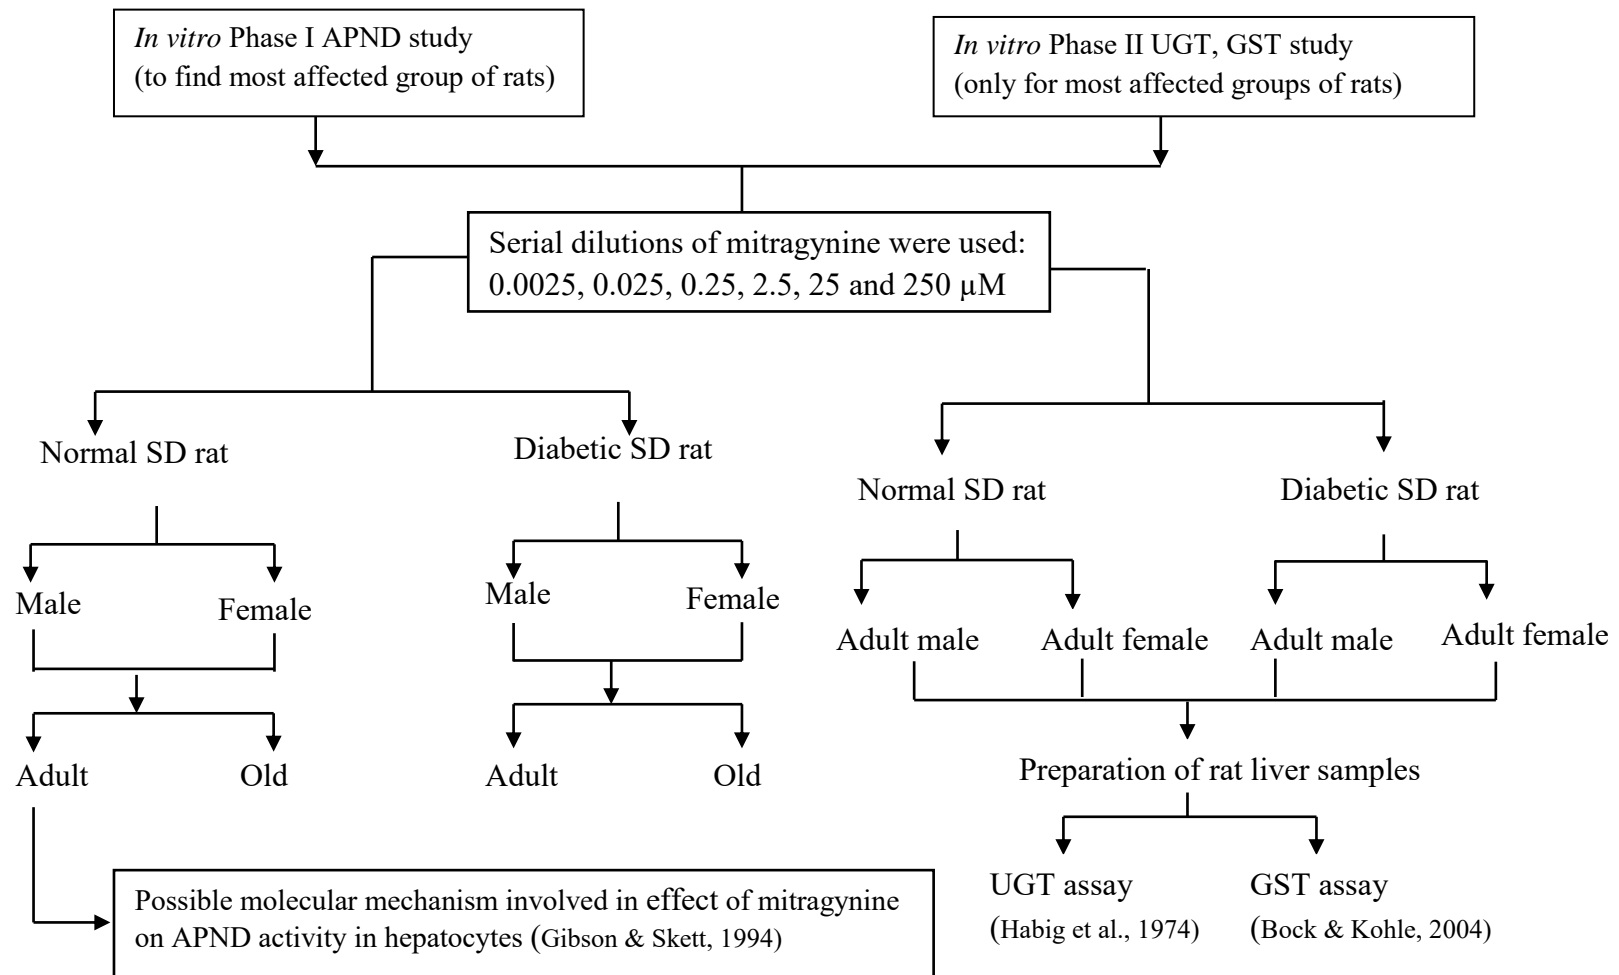 In vitro Phase I APND study
(to find most affected group of rats)
In vitro Phase II UGT, GST study
(only for most affected groups of rats)
Serial dilutions of mitragynine were used:
0.0025, 0.025, 0.25, 2.5, 25 and 250 µM
Normal SD rat
Diabetic SD rat
Male
Female
Male
Female
Adult
Old
Adult
Old
Possible molecular mechanism involved in effect of mitragynine
on APND activity in hepatocytes (Gibson & Skett, 1994)
Normal SD rat
Diabetic SD rat
Adult male
Adult female
Adult male
Adult female
Preparation of rat liver samples
UGT assay
(Habig et al., 1974)
GST assay
(Bock & Kohle, 2004)